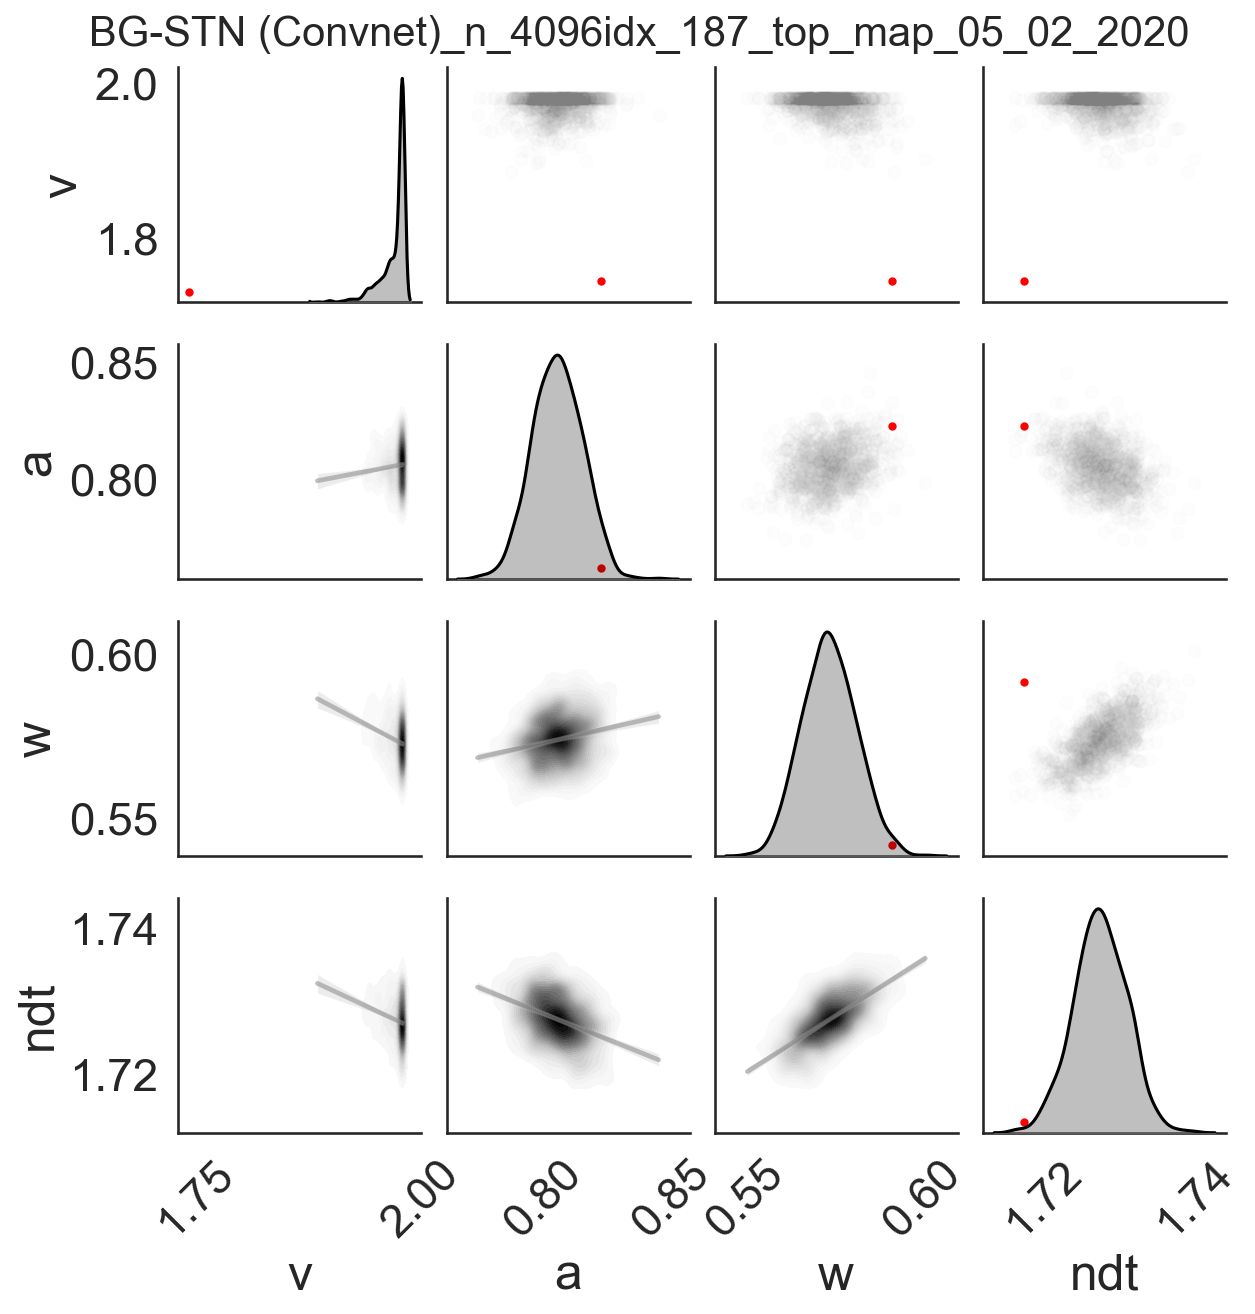 BG-STN (Convnet)_n_4096idx_187_top_map_05_02_2020
2.0
v
1.8
0.85
a
0.80
0.60
w
0.55
1.74
ndt
1.72
1.75 2.00 0.80 0.85 0.55 0.60 1.72 1.74
v a w ndt